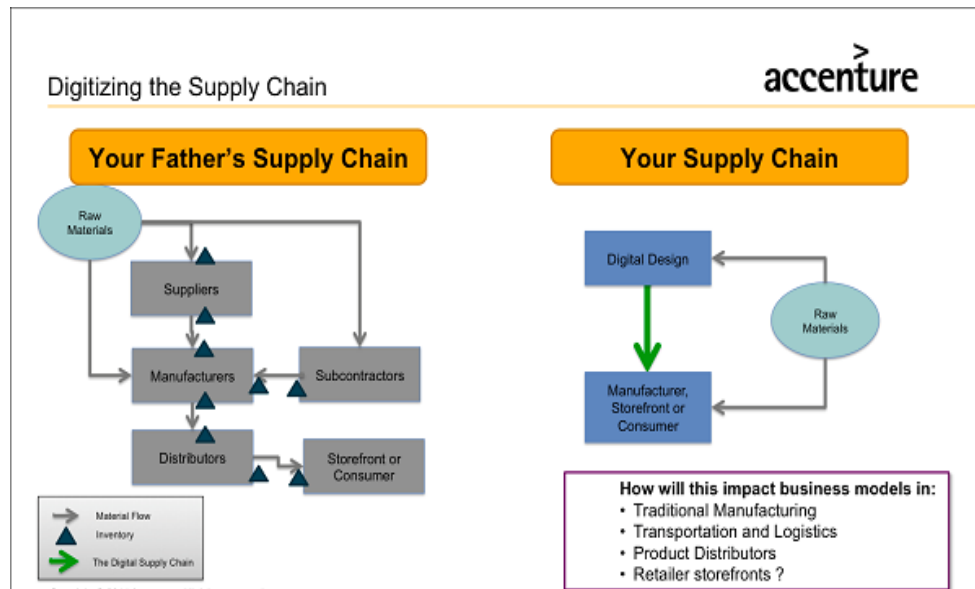 accenture
Digitizing the Supply Chain
Your Father's Supply Chain
Your Supply Chain
Raw
Materials
Suppliers
Manufacturers
Subcontractors
Distributors
Storefront or
Consumer
Material Flow
Inventory
The Digital Supply Chain
Digital Design
Raw
Materials
Manufacturer,
Storefront or
Consumer
How will this impact business models in:
• Traditional Manufacturing
• Transportation and Logistics
• Product Distributors
• Retailer storefronts ?